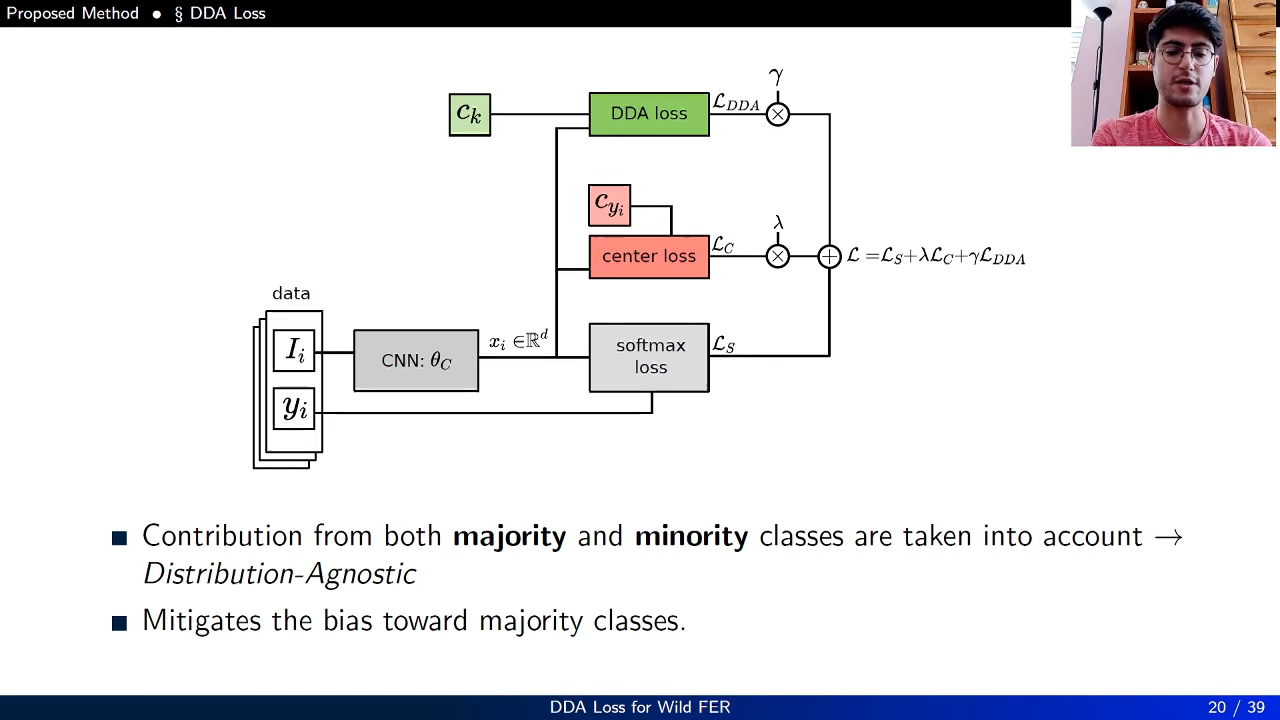 Proposed Method • § DDA Loss
γ
c_k
DDA loss
ℒ_DDA
⊗
c_{y_i}
center loss
ℒ_C
λ
⊗
⊕
ℒ =ℒ_S+λℒ_C+γℒ_DDA
data
I_i
CNN: θ_C
x_i ∈ℝ^d
softmax
loss
ℒ_S
y_i
Contribution from both majority and minority classes are taken into account →
Distribution-Agnostic
Mitigates the bias toward majority classes.
DDA Loss for Wild FER
20 / 39